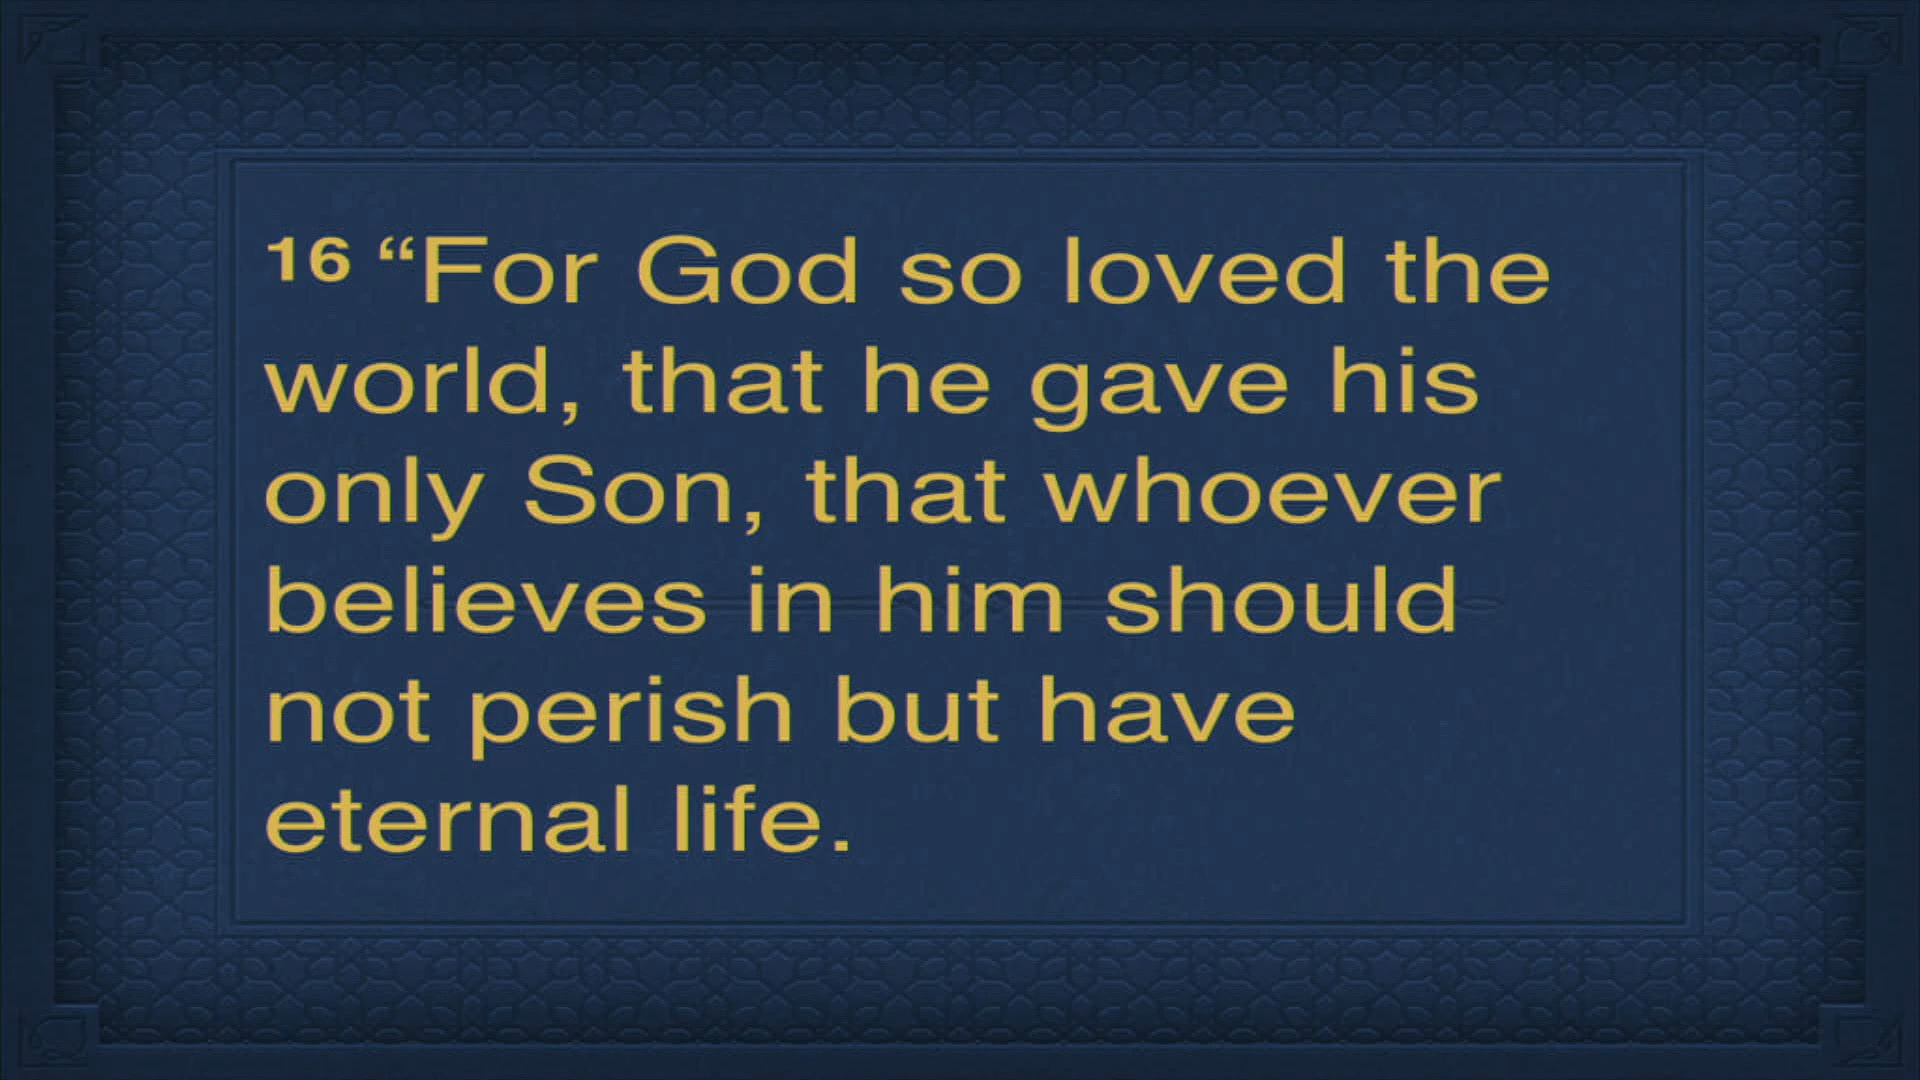 16 “For God so loved the
world, that he gave his
only Son, that whoever
believes in him should
not perish but have
eternal life.